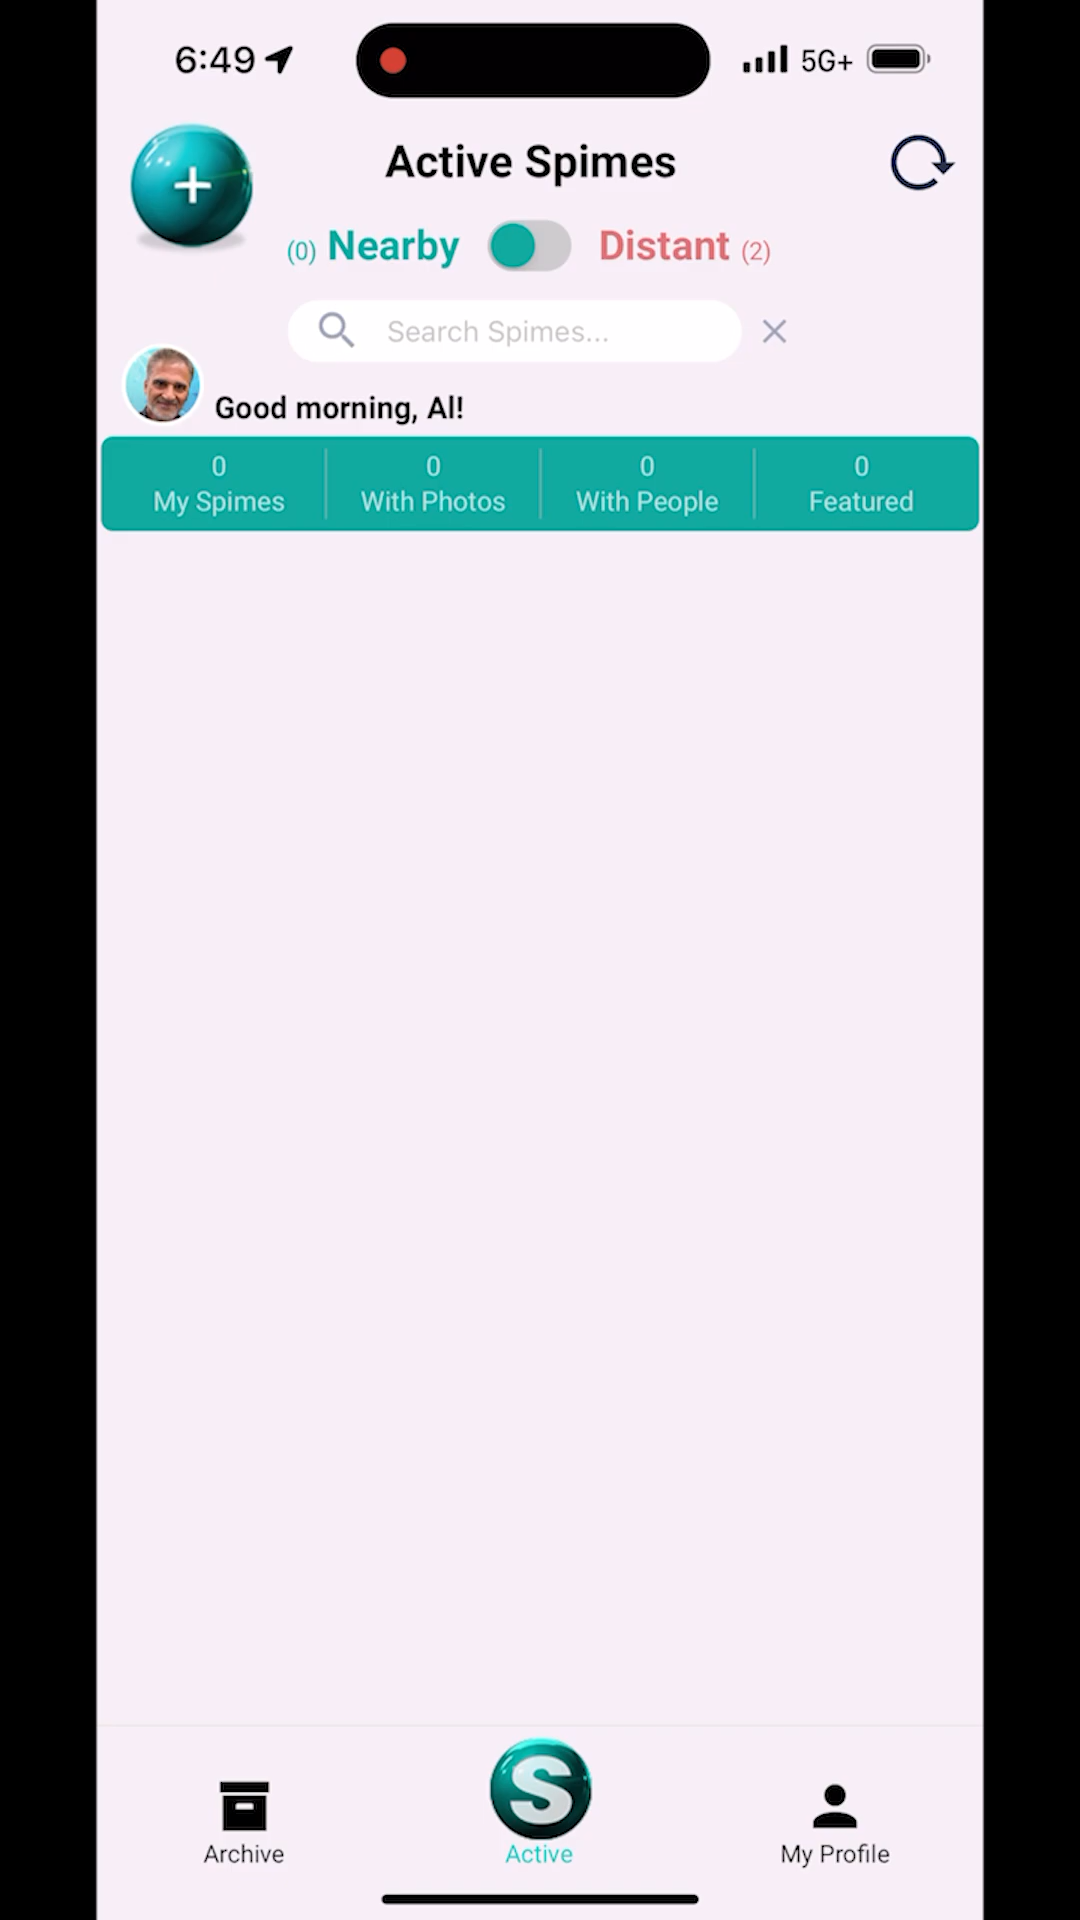 6:49 5G+
+
Active Spimes
(0) Nearby Distant (2)
Search Spimes...
Good morning, Al!
0 0 0 0
My Spimes With Photos With People Featured
S
Archive Active My Profile